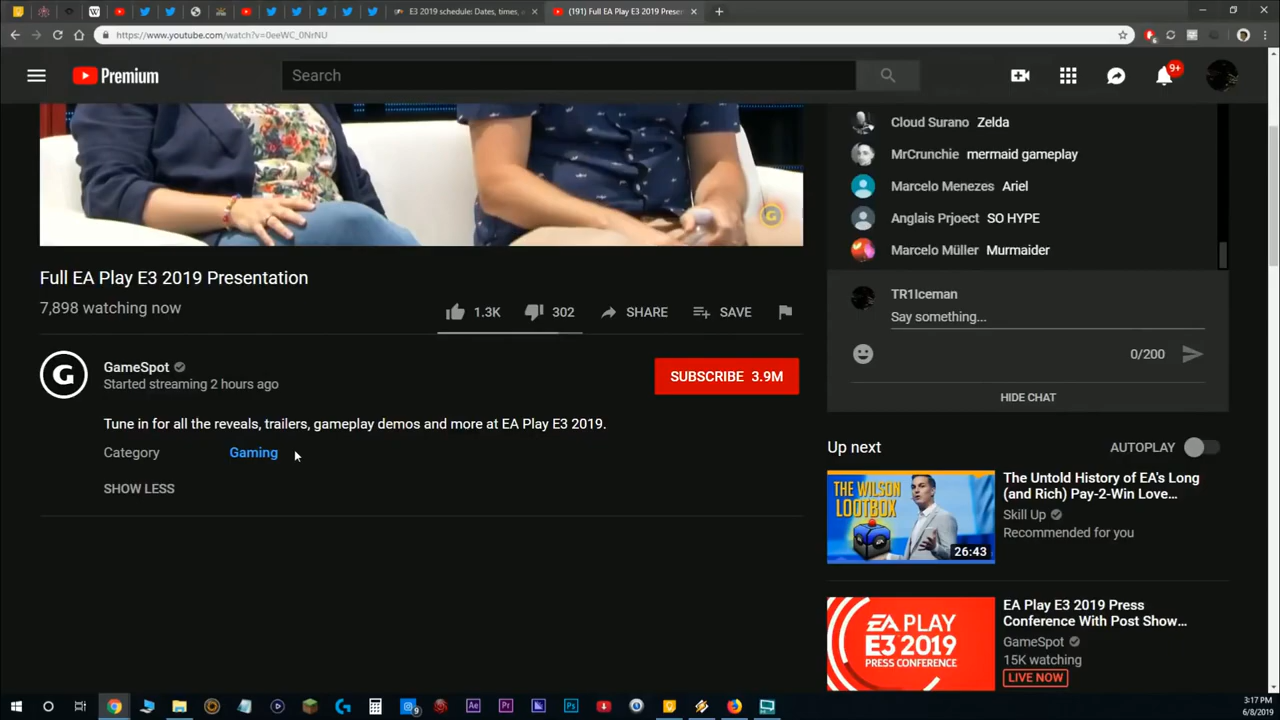 E3 2019 schedule: Dates, times,
(191) Full EA Play E3 2019 Prese
https://www.youtube.com/watch?v=0eeWC_0NrNU
Premium
Search
9+
Full EA Play E3 2019 Presentation
7,898 watching now
1.3K
302
SHARE
SAVE
G
GameSpot
Started streaming 2 hours ago
SUBSCRIBE 3.9M
Tune in for all the reveals, trailers, gameplay demos and more at EA Play E3 2019.
Category
Gaming
SHOW LESS
Cloud Surano Zelda
MrCrunchie mermaid gameplay
Marcelo Menezes Ariel
Anglais Prjoect SO HYPE
Marcelo Müller Murmaider
TR1Iceman
Say something...
0/200
HIDE CHAT
Up next
AUTOPLAY
THE WILSON
LOOTBOX
26:43
The Untold History of EA's Long
(and Rich) Pay-2-Win Love...
Skill Up
Recommended for you
EA PLAY
E3 2019
PRESS
CONFERENCE
EA Play E3 2019 Press
Conference With Post Show...
GameSpot
15K watching
LIVE NOW
Ae
Pr
Ps
3:17 PM
6/8/2019